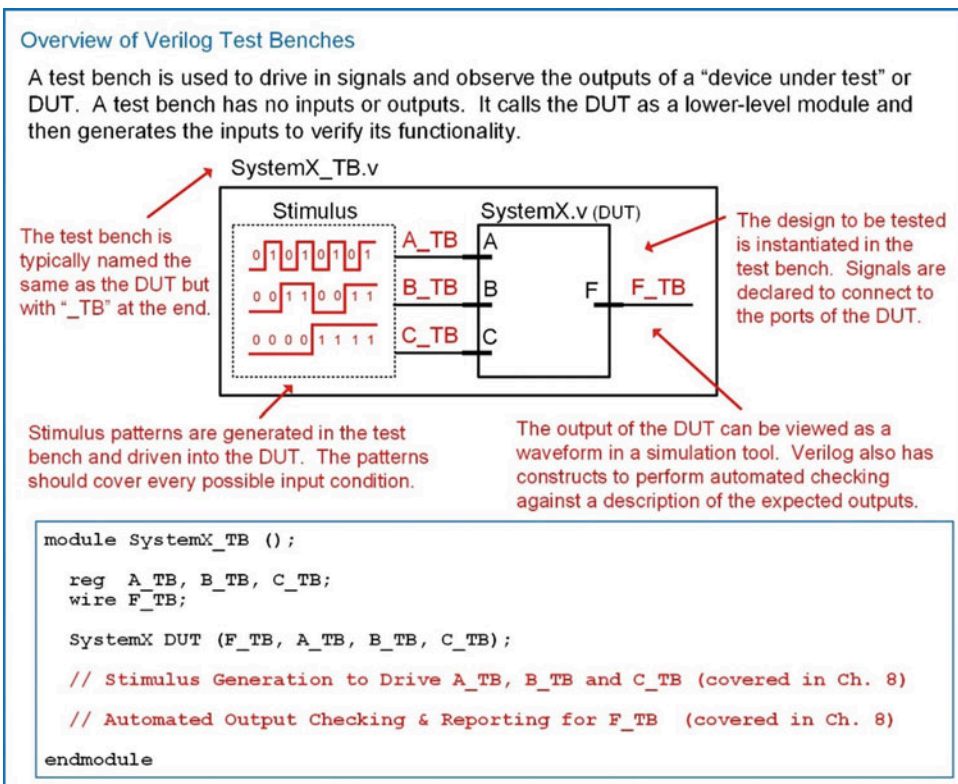 Overview of Verilog Test Benches
A test bench is used to drive in signals and observe the outputs of a “device under test” or
DUT. A test bench has no inputs or outputs. It calls the DUT as a lower-level module and
then generates the inputs to verify its functionality.
SystemX_TB.v
The test bench is
typically named the
same as the DUT but
with “_TB” at the end.
Stimulus
0 1 0 1 0 1 0 1
0 0 1 1 0 0 1 1
0 0 0 0 1 1 1 1
A_TB
B_TB
C_TB
SystemX.v (DUT)
A
B
C
F
F_TB
The design to be tested
is instantiated in the
test bench. Signals are
declared to connect to
the ports of the DUT.
Stimulus patterns are generated in the test
bench and driven into the DUT. The patterns
should cover every possible input condition.
The output of the DUT can be viewed as a
waveform in a simulation tool. Verilog also has
constructs to perform automated checking
against a description of the expected outputs.
module SystemX_TB ();
reg A_TB, B_TB, C_TB;
wire F_TB;
SystemX DUT (F_TB, A_TB, B_TB, C_TB);
// Stimulus Generation to Drive A_TB, B_TB and C_TB (covered in Ch. 8)
// Automated Output Checking & Reporting for F_TB (covered in Ch. 8)
endmodule